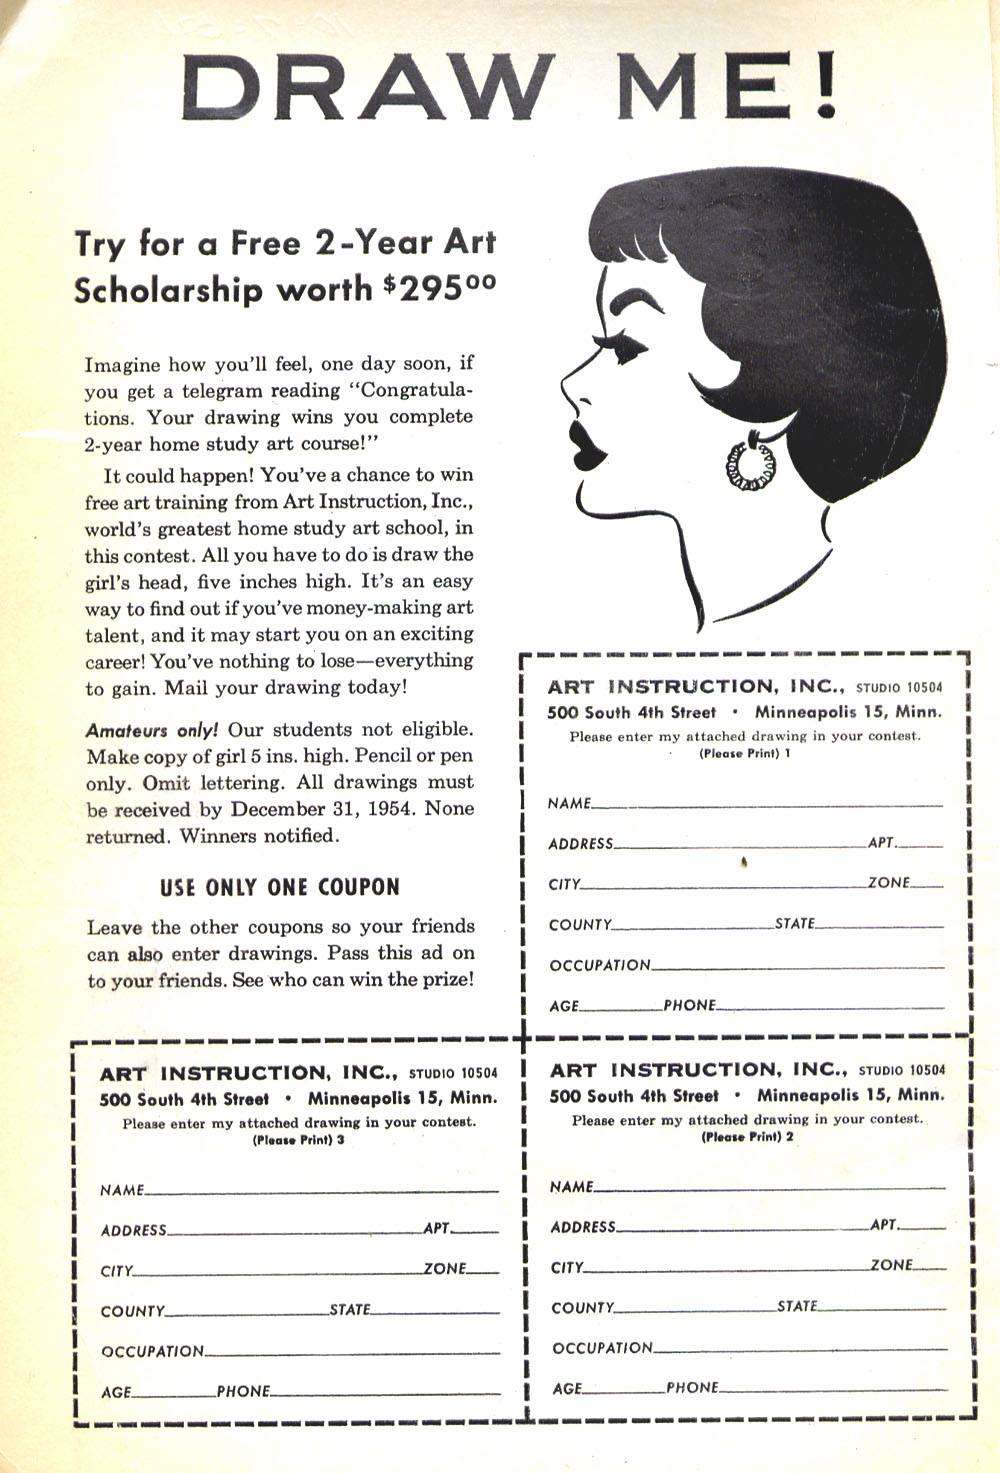 DRAW ME!
Try for a Free 2-Year Art
Scholarship worth $295⁰⁰
Imagine how you'll feel, one day soon, if
you get a telegram reading "Congratula-
tions. Your drawing wins you complete
2-year home study art course!"
It could happen! You've a chance to win
free art training from Art Instruction, Inc.,
world's greatest home study art school, in
this contest. All you have to do is draw the
girl's head, five inches high. It's an easy
way to find out if you've money-making art
talent, and it may start you on an exciting
career! You've nothing to lose—everything
to gain. Mail your drawing today!
Amateurs only! Our students not eligible.
Make copy of girl 5 ins. high. Pencil or pen
only. Omit lettering. All drawings must
be received by December 31, 1954. None
returned. Winners notified.
USE ONLY ONE COUPON
Leave the other coupons so your friends
can also enter drawings. Pass this ad on
to your friends. See who can win the prize!
ART INSTRUCTION, INC., STUDIO 10504
500 South 4th Street • Minneapolis 15, Minn.
Please enter my attached drawing in your contest.
(Please Print) 1
NAME
ADDRESS APT.
CITY ZONE
COUNTY STATE
OCCUPATION
AGE PHONE
ART INSTRUCTION, INC., STUDIO 10504
500 South 4th Street • Minneapolis 15, Minn.
Please enter my attached drawing in your contest.
(Please Print) 3
NAME
ADDRESS APT.
CITY ZONE
COUNTY STATE
OCCUPATION
AGE PHONE
ART INSTRUCTION, INC., STUDIO 10504
500 South 4th Street • Minneapolis 15, Minn.
Please enter my attached drawing in your contest.
(Please Print) 2
NAME
ADDRESS APT.
CITY ZONE
COUNTY STATE
OCCUPATION
AGE PHONE